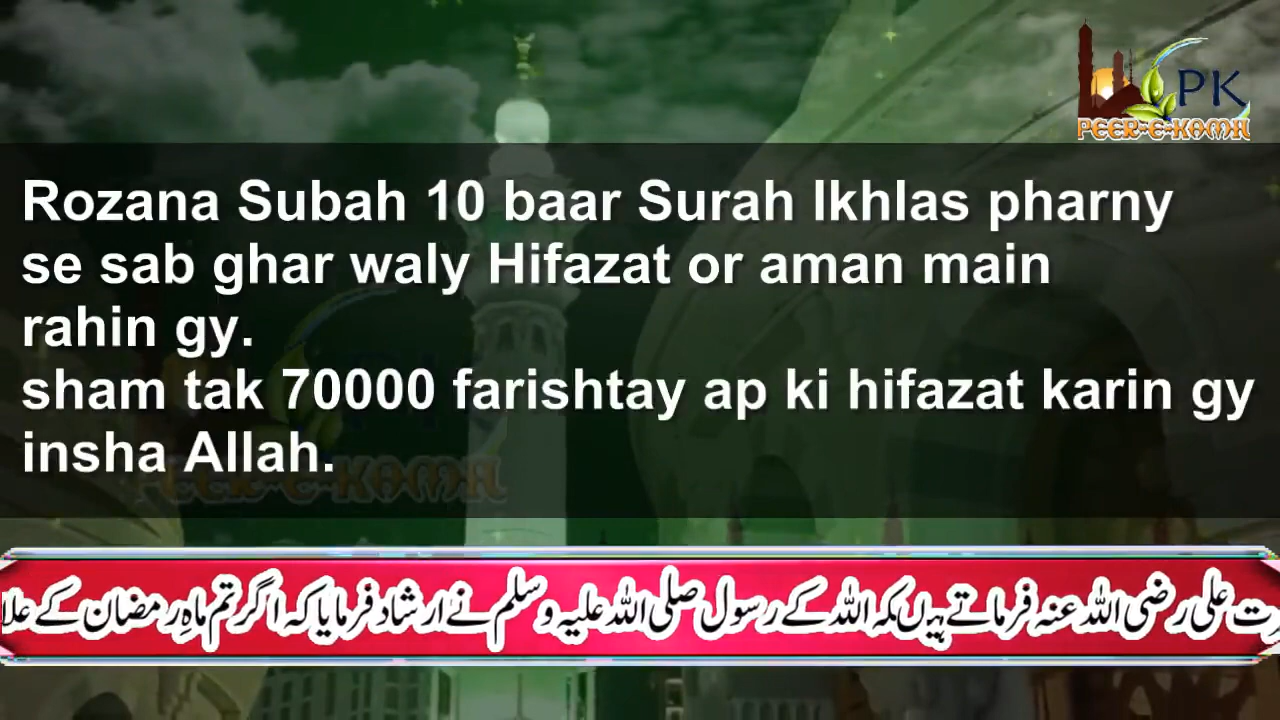 PK
PEER-E-KAMIL
Rozana Subah 10 baar Surah Ikhlas pharny
se sab ghar waly Hifazat or aman main
rahin gy.
sham tak 70000 farishtay ap ki hifazat karin gy
insha Allah.
PEER-E-KAMIL
علی رضی اللہ عنہ فرماتے ہیں کہ اللہ کے رسول صلی اللہ علیہ وسلم نے ارشاد فرمایا کہ اگر تم ماہِ رمضان کے